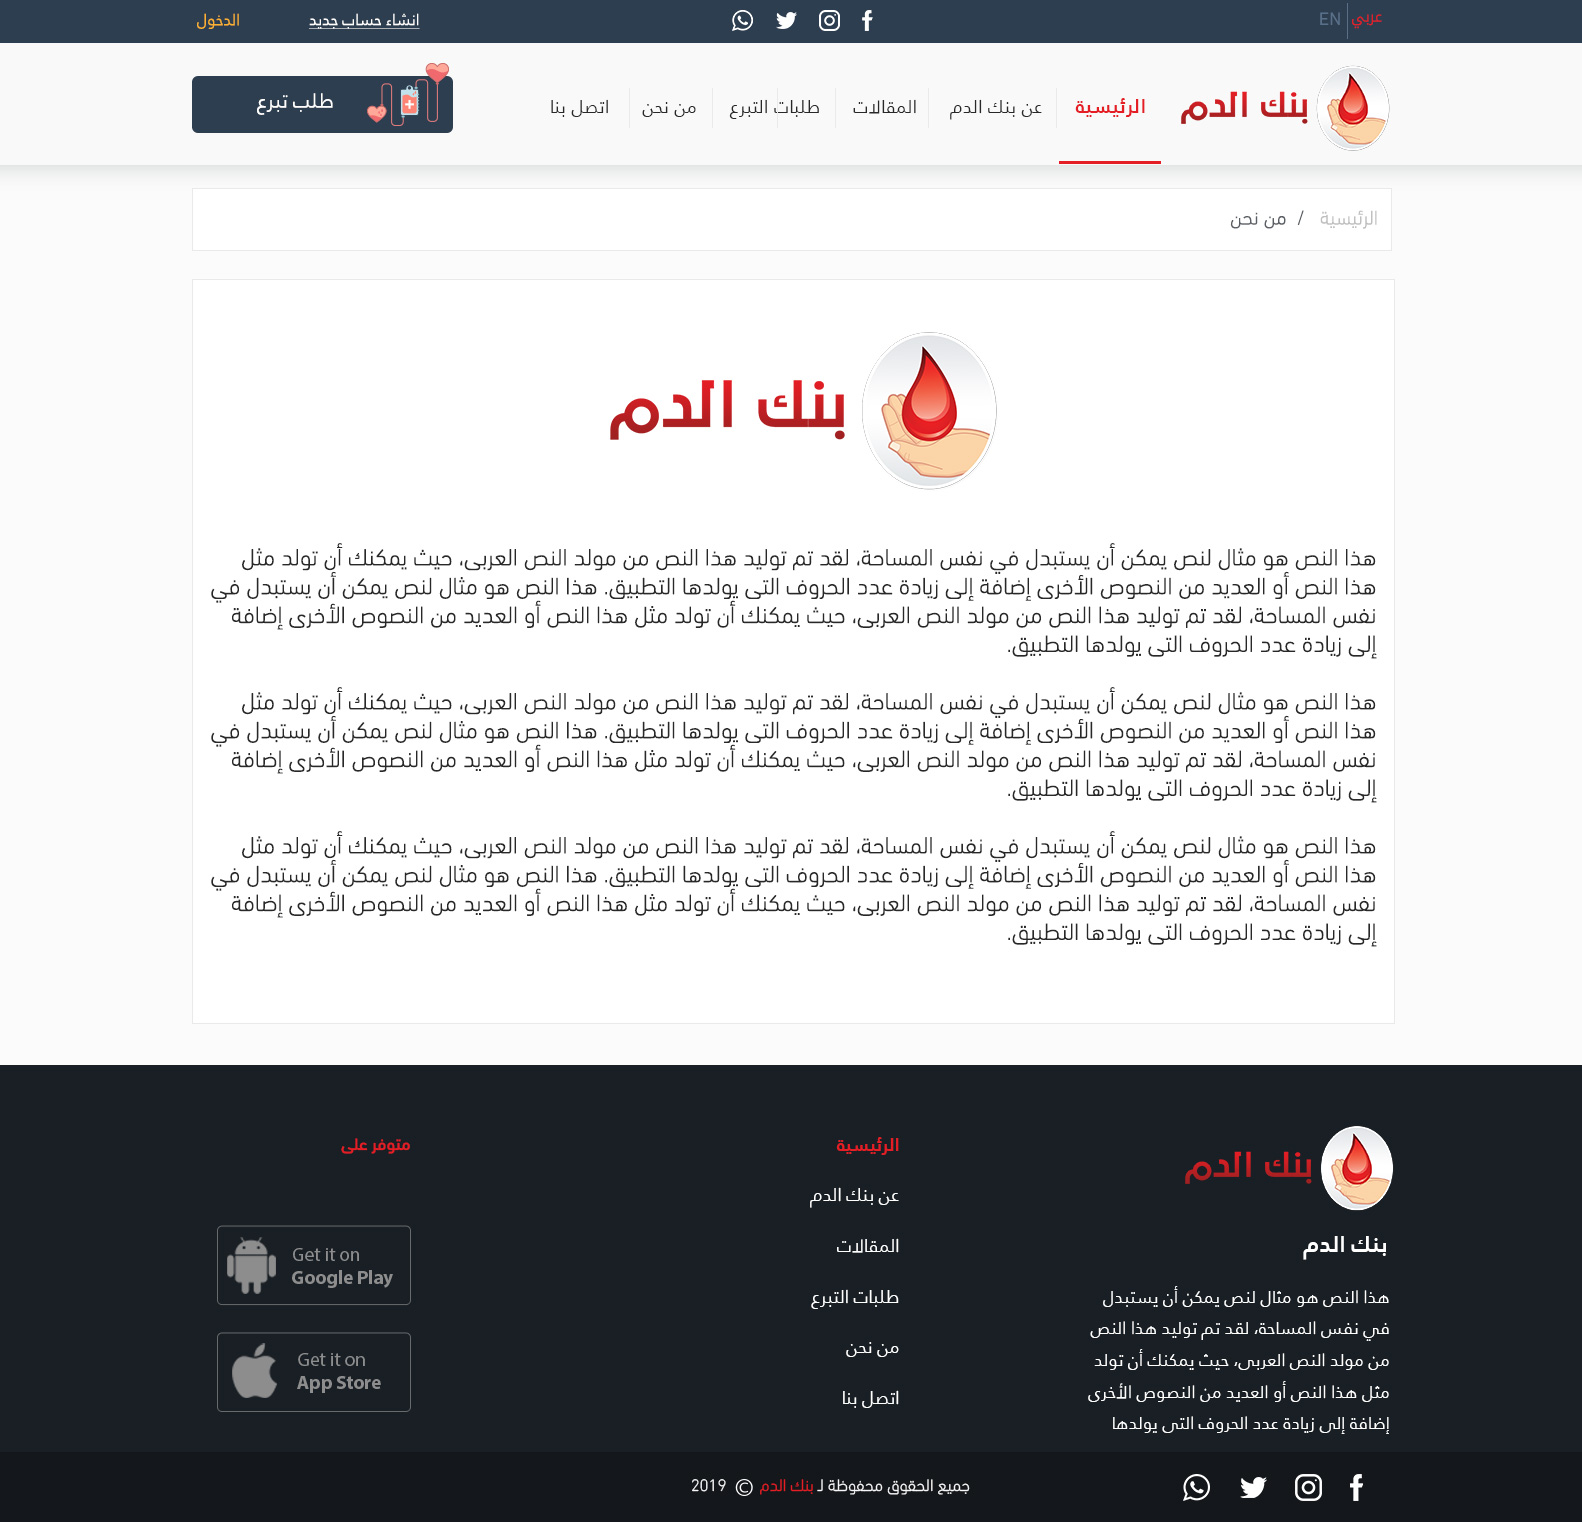 عربي EN
انشاء حساب جديد
الدخول
بنك الدم
الرئيسية
عن بنك الدم
المقالات
طلبات التبرع
من نحن
اتصل بنا
طلب تبرع
الرئيسية / من نحن
بنك الدم
هذا النص هو مثال لنص يمكن أن يستبدل في نفس المساحة، لقد تم توليد هذا النص من مولد النص العربى، حيث يمكنك أن تولد مثل
هذا النص أو العديد من النصوص الأخرى إضافة إلى زيادة عدد الحروف التى يولدها التطبيق. هذا النص هو مثال لنص يمكن أن يستبدل في
نفس المساحة، لقد تم توليد هذا النص من مولد النص العربى، حيث يمكنك أن تولد مثل هذا النص أو العديد من النصوص الأخرى إضافة
إلى زيادة عدد الحروف التى يولدها التطبيق.
هذا النص هو مثال لنص يمكن أن يستبدل في نفس المساحة، لقد تم توليد هذا النص من مولد النص العربى، حيث يمكنك أن تولد مثل
هذا النص أو العديد من النصوص الأخرى إضافة إلى زيادة عدد الحروف التى يولدها التطبيق. هذا النص هو مثال لنص يمكن أن يستبدل في
نفس المساحة، لقد تم توليد هذا النص من مولد النص العربى، حيث يمكنك أن تولد مثل هذا النص أو العديد من النصوص الأخرى إضافة
إلى زيادة عدد الحروف التى يولدها التطبيق.
هذا النص هو مثال لنص يمكن أن يستبدل في نفس المساحة، لقد تم توليد هذا النص من مولد النص العربى، حيث يمكنك أن تولد مثل
هذا النص أو العديد من النصوص الأخرى إضافة إلى زيادة عدد الحروف التى يولدها التطبيق. هذا النص هو مثال لنص يمكن أن يستبدل في
نفس المساحة، لقد تم توليد هذا النص من مولد النص العربى، حيث يمكنك أن تولد مثل هذا النص أو العديد من النصوص الأخرى إضافة
إلى زيادة عدد الحروف التى يولدها التطبيق.
بنك الدم
بنك الدم
هذا النص هو مثال لنص يمكن أن يستبدل
في نفس المساحة، لقد تم توليد هذا النص
من مولد النص العربى، حيث يمكنك أن تولد
مثل هذا النص أو العديد من النصوص الأخرى
إضافة إلى زيادة عدد الحروف التى يولدها
الرئيسية
عن بنك الدم
المقالات
طلبات التبرع
من نحن
اتصل بنا
متوفر على
Get it on
Google Play
Get it on
App Store
جميع الحقوق محفوظة لـ بنك الدم © 2019